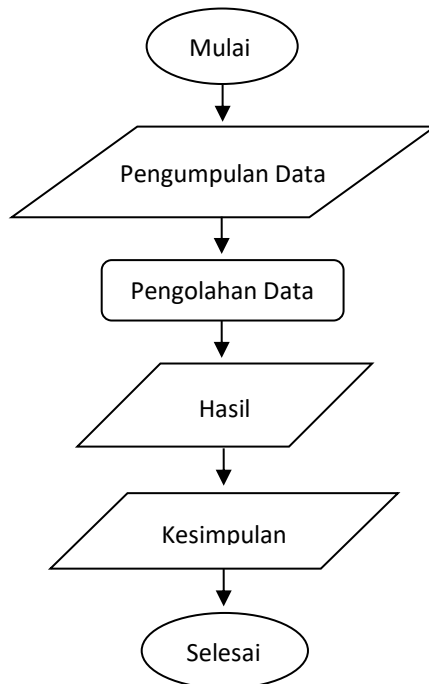 Mulai
Pengumpulan Data
Pengolahan Data
Hasil
Kesimpulan
Selesai